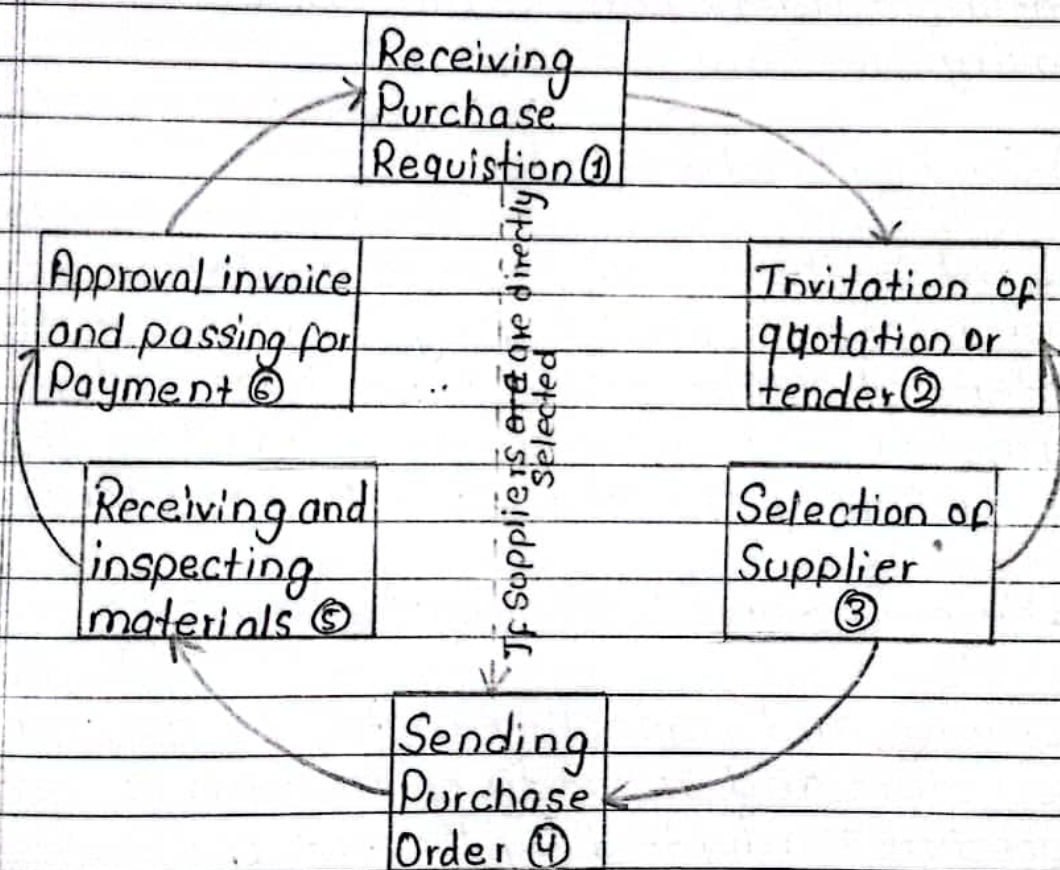 Receiving
Purchase
Requistion ①
Invitation of
quotation or
tender ②
Selection of
Supplier
③
Sending
Purchase
Order ④
Receiving and
inspecting
materials ⑤
Approval invoice
and passing for
Payment ⑥
If Suppliers are directly
Selected